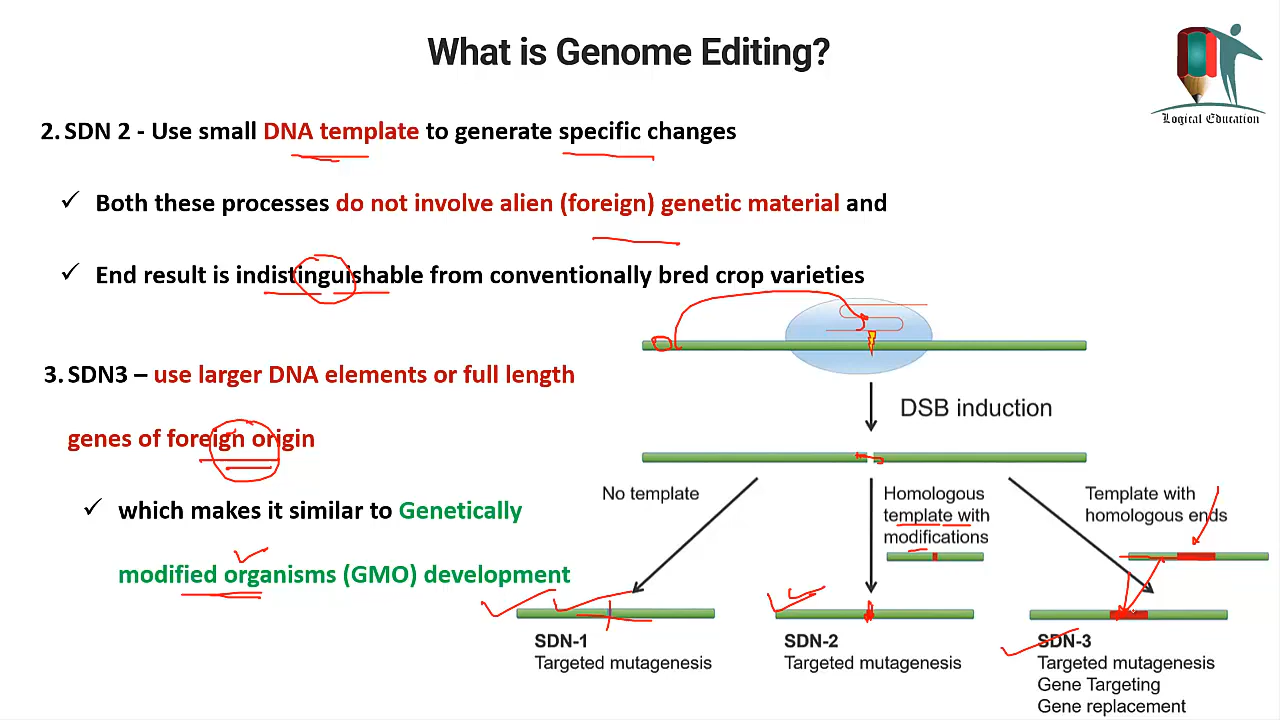 What is Genome Editing?
Logical Education
2. SDN 2 - Use small DNA template to generate specific changes
✓ Both these processes do not involve alien (foreign) genetic material and
✓ End result is indistinguishable from conventionally bred crop varieties
3. SDN3 – use larger DNA elements or full length
genes of foreign origin
✓ which makes it similar to Genetically
modified organisms (GMO) development
DSB induction
No template
Homologous
template with
modifications
Template with
homologous ends
SDN-1
Targeted mutagenesis
SDN-2
Targeted mutagenesis
SDN-3
Targeted mutagenesis
Gene Targeting
Gene replacement